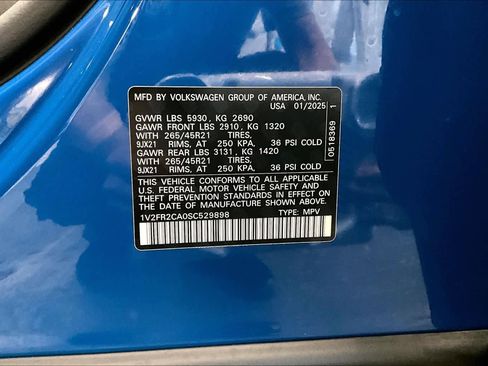 MFD BY VOLKSWAGEN GROUP OF AMERICA, INC.
USA 01/2025
GVWR LBS 5930, KG 2690
GAWR FRONT LBS 2910, KG 1320
WITH 265/45R21 TIRES,
9JX21 RIMS, AT 250 KPA, 36 PSI COLD
GAWR REAR LBS 3131, KG 1420
WITH 265/45R21 TIRES,
9JX21 RIMS, AT 250 KPA, 36 PSI COLD
THIS VEHICLE CONFORMS TO ALL APPLICABLE
U.S. FEDERAL MOTOR VEHICLE SAFETY AND
THEFT PREVENTION STANDARDS IN EFFECT ON
THE DATE OF MANUFACTURE SHOWN ABOVE.
1V2FR2CA0SC529898 TYPE: MPV
0518369 1